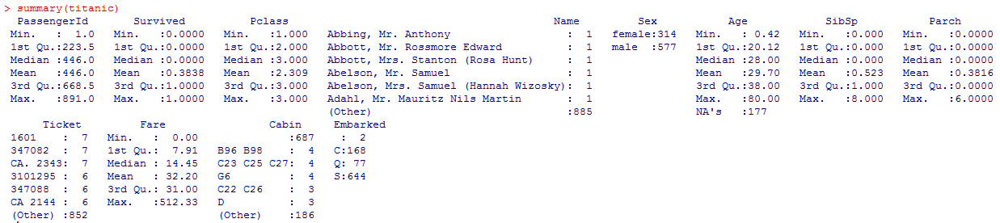 > summary(titanic)
  PassengerId       Survived          Pclass                                         Name         Sex           Age            SibSp           Parch
 Min.   :  1.0   Min.   :0.0000   Min.   :1.000   Abbing, Mr. Anthony                  :  1   female:314   Min.   : 0.42   Min.   :0.000   Min.   :0.0000
 1st Qu.:223.5   1st Qu.:0.0000   1st Qu.:2.000   Abbott, Mr. Rossmore Edward          :  1   male  :577   1st Qu.:20.12   1st Qu.:0.000   1st Qu.:0.0000
 Median :446.0   Median :0.0000   Median :3.000   Abbott, Mrs. Stanton (Rosa Hunt)     :  1                Median :28.00   Median :0.000   Median :0.0000
 Mean   :446.0   Mean   :0.3838   Mean   :2.309   Abelson, Mr. Samuel                  :  1                Mean   :29.70   Mean   :0.523   Mean   :0.3816
 3rd Qu.:668.5   3rd Qu.:1.0000   3rd Qu.:3.000   Abelson, Mrs. Samuel (Hannah Wizosky):  1                3rd Qu.:38.00   3rd Qu.:1.000   3rd Qu.:0.0000
 Max.   :891.0   Max.   :1.0000   Max.   :3.000   Adahl, Mr. Mauritz Nils Martin       :  1                Max.   :80.00   Max.   :8.000   Max.   :6.0000
                                                  (Other)                              :885                NA's   :177
      Ticket         Fare                Cabin     Embarked
 1601    :  7   Min.   :  0.00              :687    :  2
 347082  :  7   1st Qu.:  7.91   B96 B98    :  4   C:168
 CA. 2343:  7   Median : 14.45   C23 C25 C27:  4   Q: 77
 3101295 :  6   Mean   : 32.20   G6         :  4   S:644
 347088  :  6   3rd Qu.: 31.00   C22 C26    :  3
 CA 2144 :  6   Max.   :512.33   D          :  3
 (Other) :852                    (Other)    :186